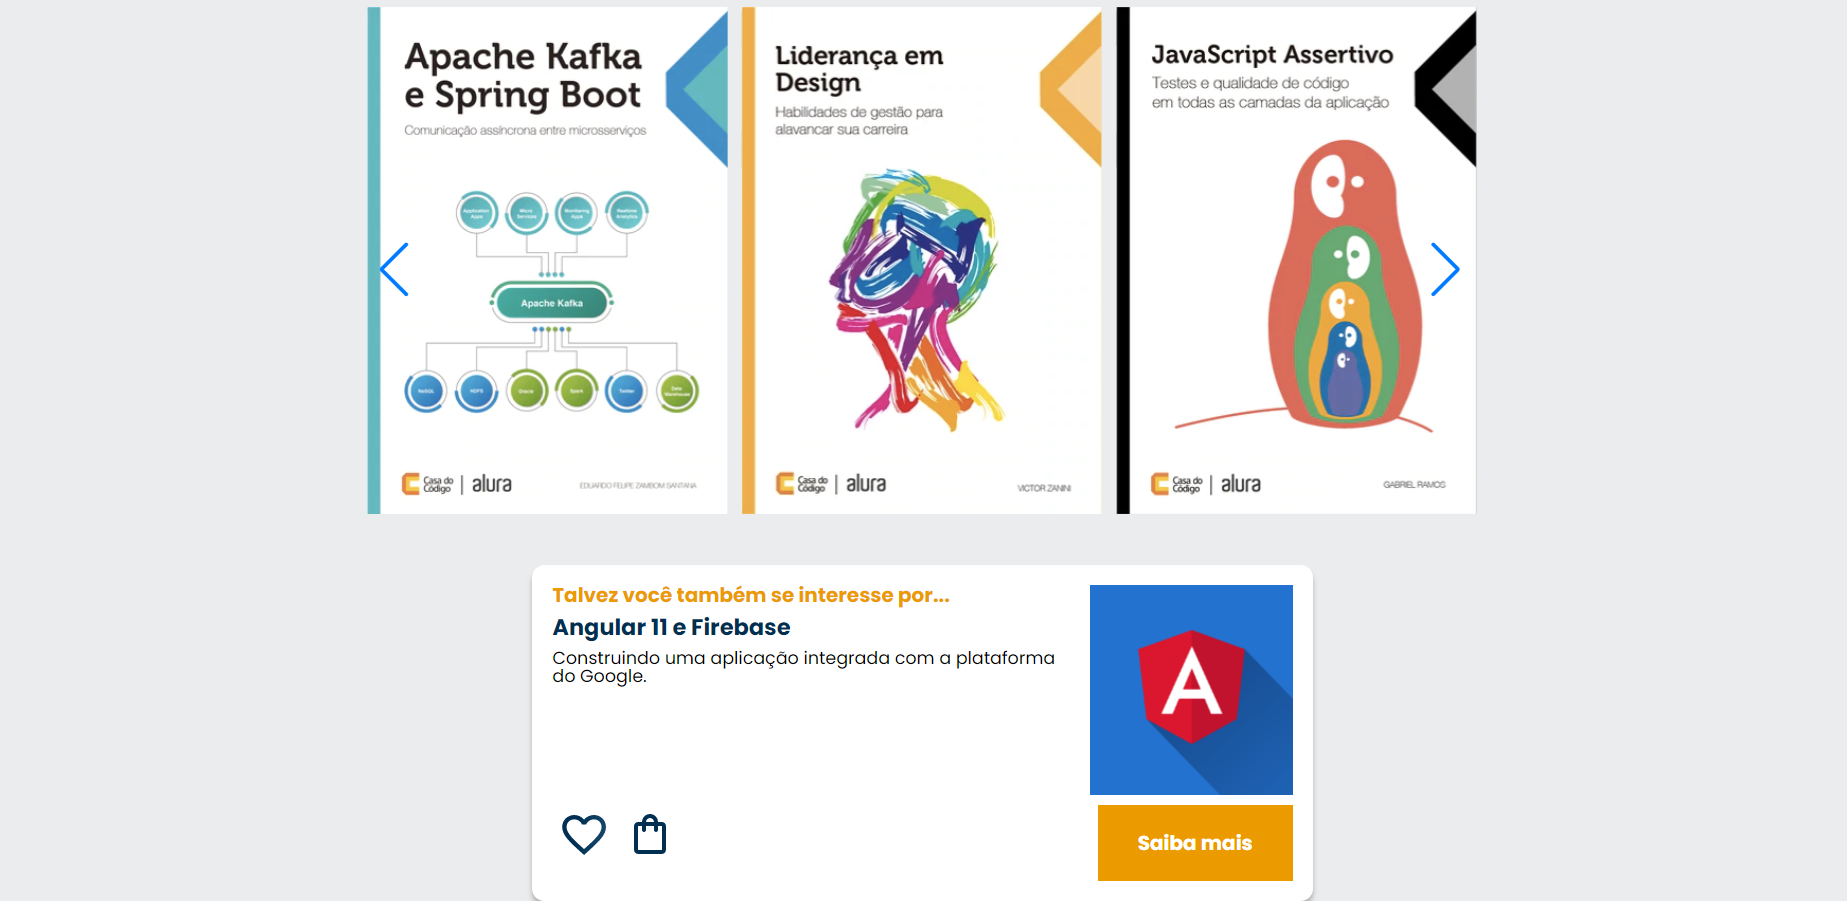 Apache Kafka
e Spring Boot
Comunicação assíncrona entre microsserviços
Application
Apps
Micro
Services
Monitoring
Apps
Realtime
Analytics
Apache Kafka
NoSQL
HDFS
Oracle
Spark
Twitter
Data
Warehouse
Casa do
Código
alura
EDUARDO FELIPE ZAMBOM SANTANA
Liderança em
Design
Habilidades de gestão para
alavancar sua carreira
Casa do
Código
alura
VICTOR ZANINI
JavaScript Assertivo
Testes e qualidade de código
em todas as camadas da aplicação
Casa do
Código
alura
GABRIEL RAMOS
Talvez você também se interesse por...
Angular 11 e Firebase
Construindo uma aplicação integrada com a plataforma
do Google.
A
Saiba mais